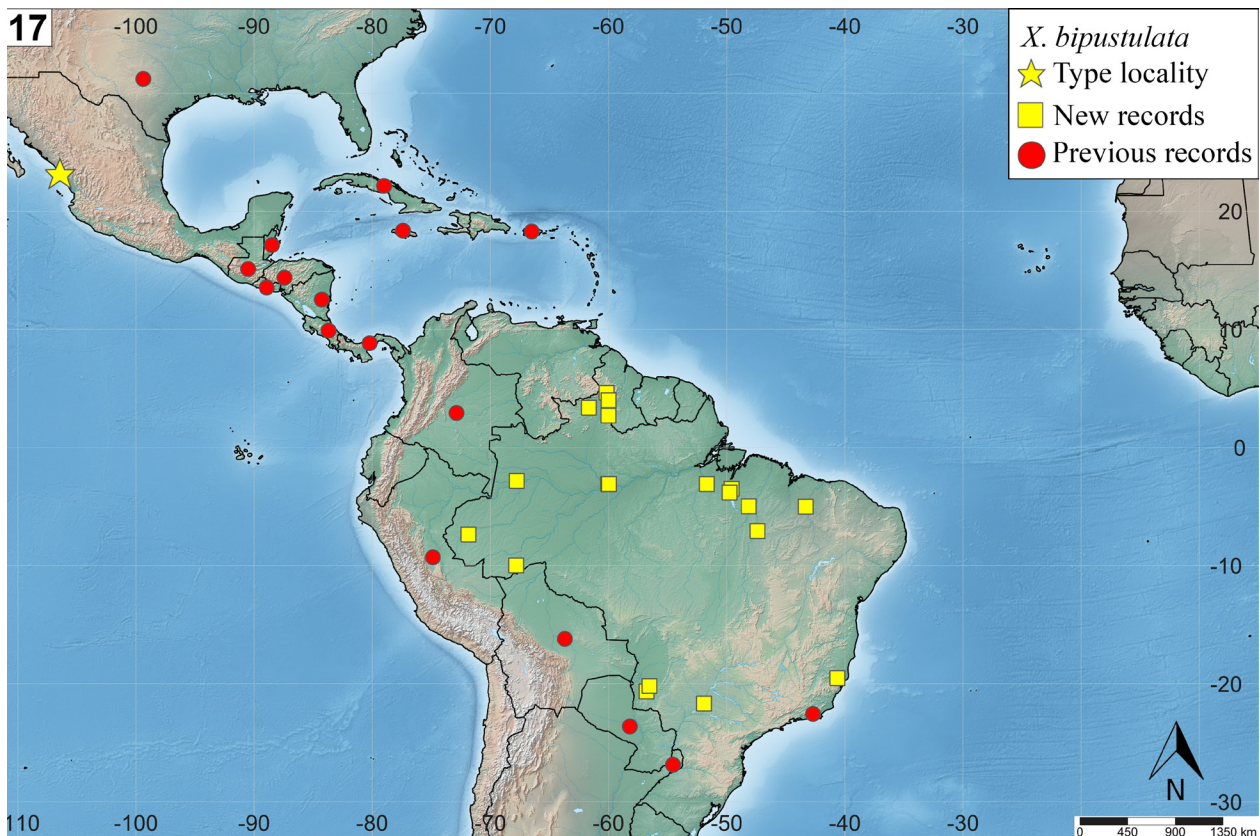 17
-100 -90 -80 -70 -60 -50 -40 -30
X. bipustulata
Type locality
New records
Previous records
20
10
0
-10
-20
-30
N
-110 -100 -90 -80 -70 -60 -50 -40 -30
0 450 900 1350 km